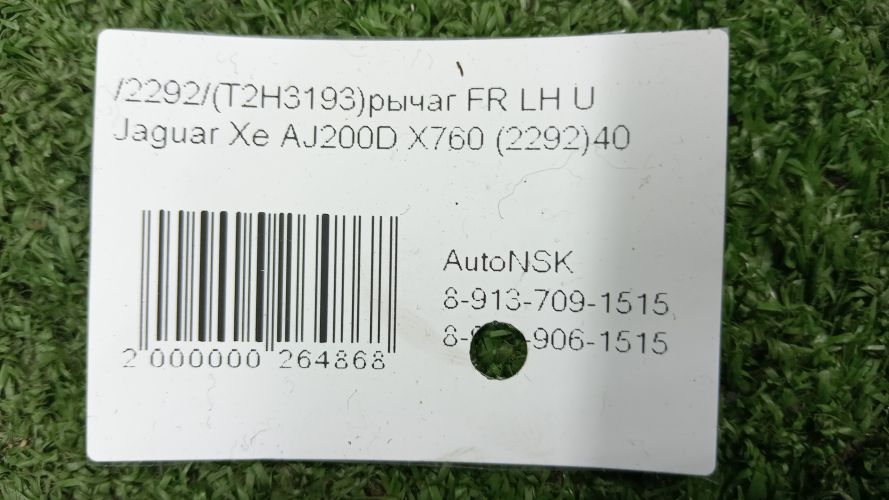 /2292/(T2H3193)рычаг FR LH U
Jaguar Xe AJ200D X760 (2292)40
AutoNSK
8-913-709-1515
-906-1515
2 000000 264868